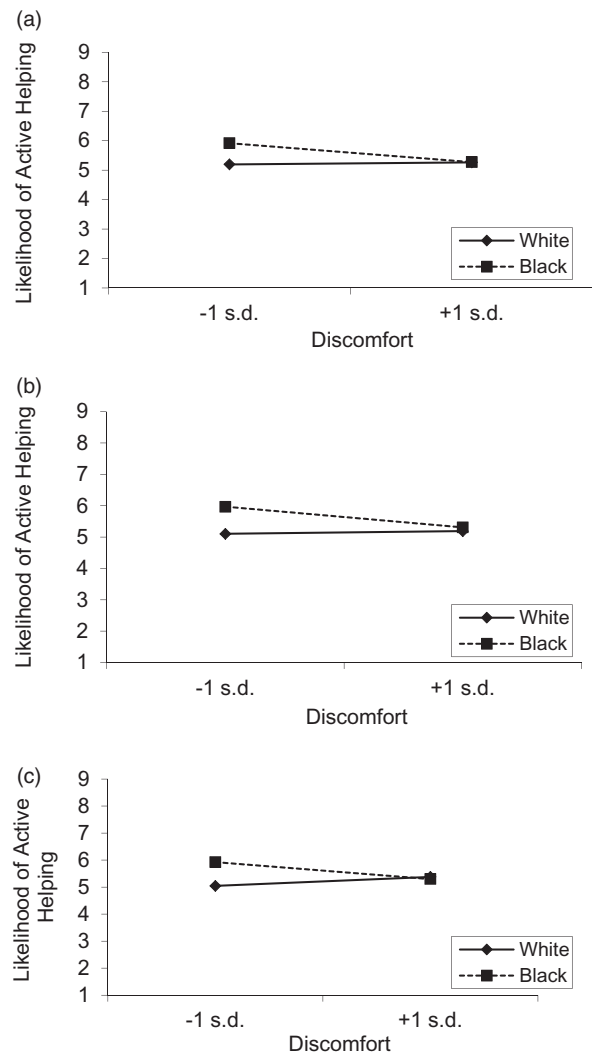 (a)
Likelihood of Active Helping
9
8
7
6
5
4
3
2
1
White
Black
-1 s.d.
+1 s.d.
Discomfort
(b)
Likelihood of Active Helping
9
8
7
6
5
4
3
2
1
White
Black
-1 s.d.
+1 s.d.
Discomfort
(c)
Likelihood of Active
Helping
9
8
7
6
5
4
3
2
1
White
Black
-1 s.d.
+1 s.d.
Discomfort